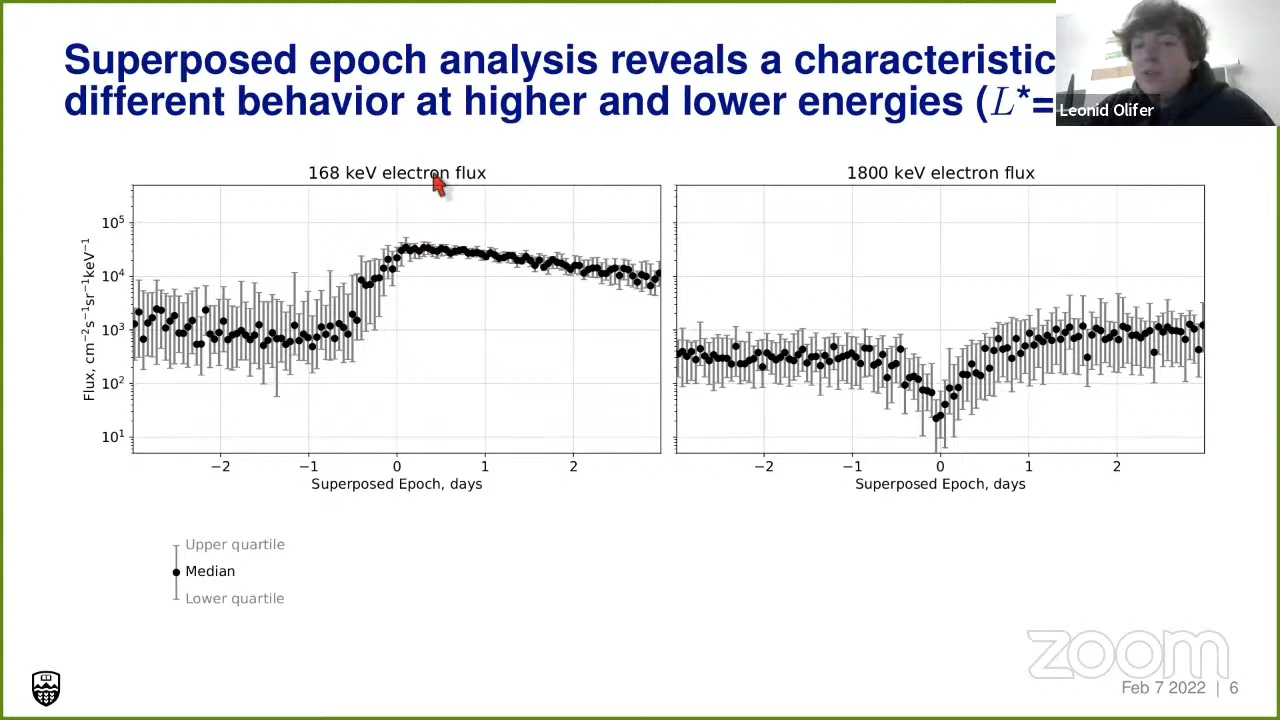 Superposed epoch analysis reveals a characteristic
different behavior at higher and lower energies (L*=
Leonid Olifer
168 keV electron flux
1800 keV electron flux
Flux, cm⁻²s⁻¹sr⁻¹keV⁻¹
10⁵
10⁴
10³
10²
10¹
−2 −1 0 1 2
−2 −1 0 1 2
Superposed Epoch, days
Superposed Epoch, days
Upper quartile
Median
Lower quartile
zoom
Feb 7 2022 | 6